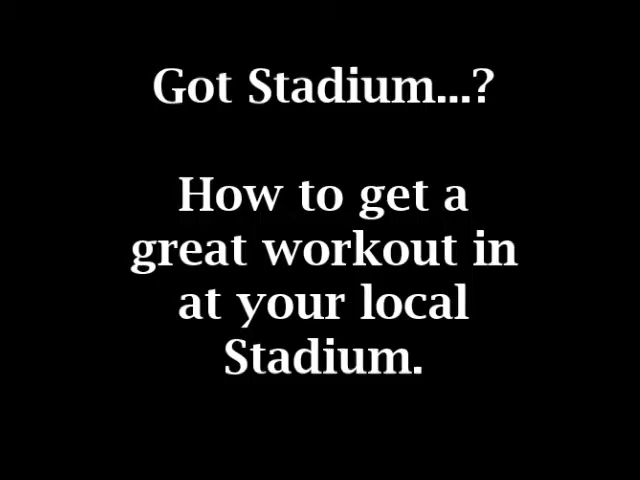 Got Stadium...?
How to get a
great workout in
at your local
Stadium.